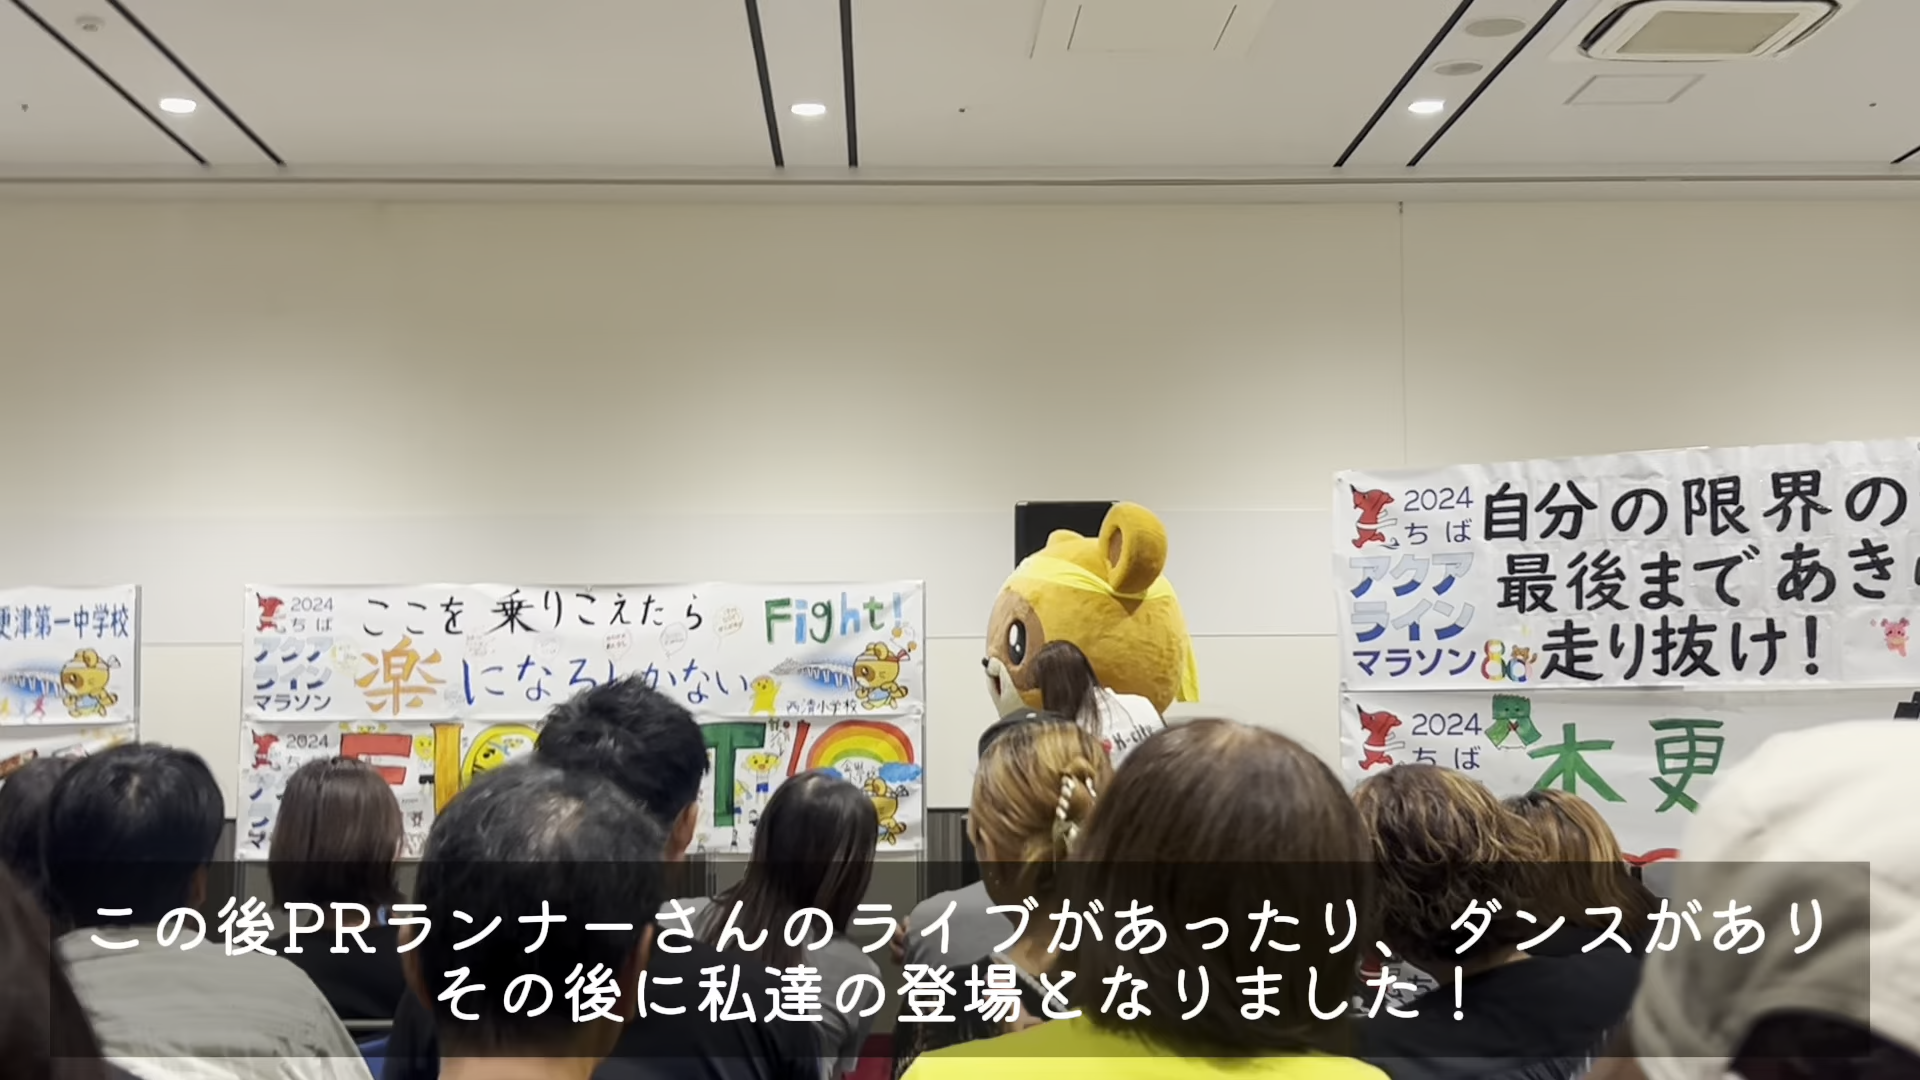 更津第一中学校
2024
ちば
アクア
ライン
マラソン
ここを乗りこえたら
Fight!
楽になるしかない
西清小学校
2024
ちば
2024
ちば
アクア
ライン
マラソン
自分の限界の
最後まであき
走り抜け!
2024
ちば
木更
K-city
この後PRランナーさんのライブがあったり、ダンスがあり
その後に私達の登場となりました!